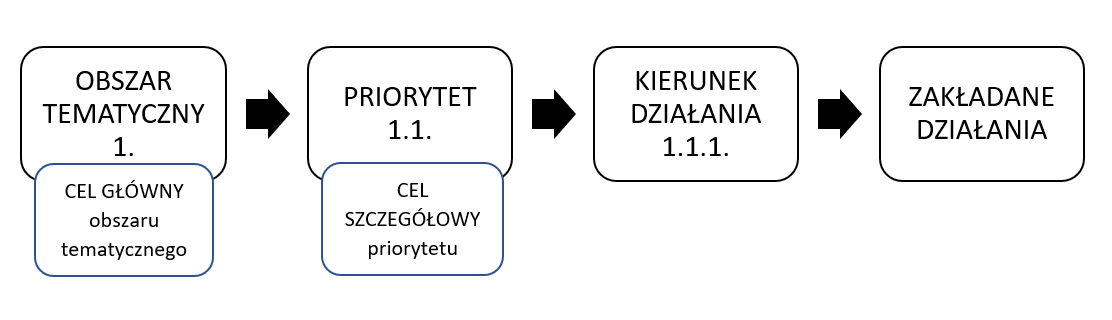 OBSZAR
TEMATYCZNY
1.
CEL GŁÓWNY
obszaru
tematycznego
PRIORYTET
1.1.
CEL
SZCZEGÓŁOWY
priorytetu
KIERUNEK
DZIAŁANIA
1.1.1.
ZAKŁADANE
DZIAŁANIA